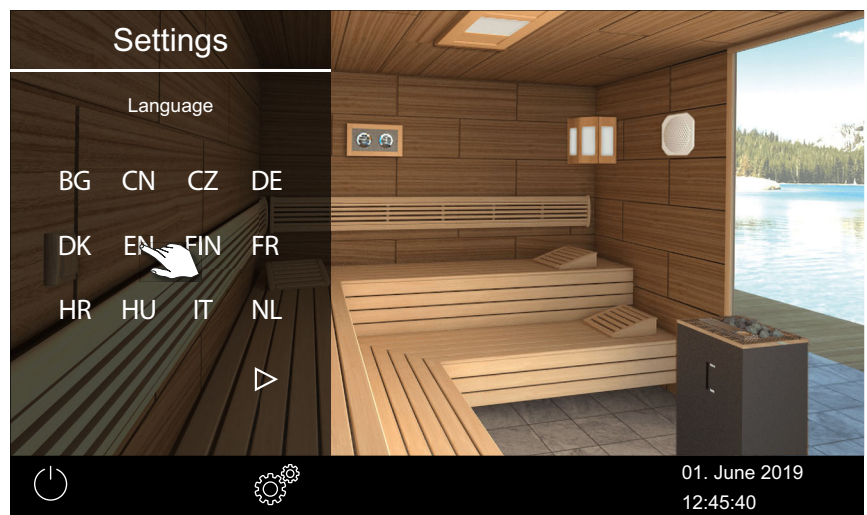 Settings
Language
BG CN CZ DE
DK EN FIN FR
HR HU IT NL
01. June 2019
12:45:40